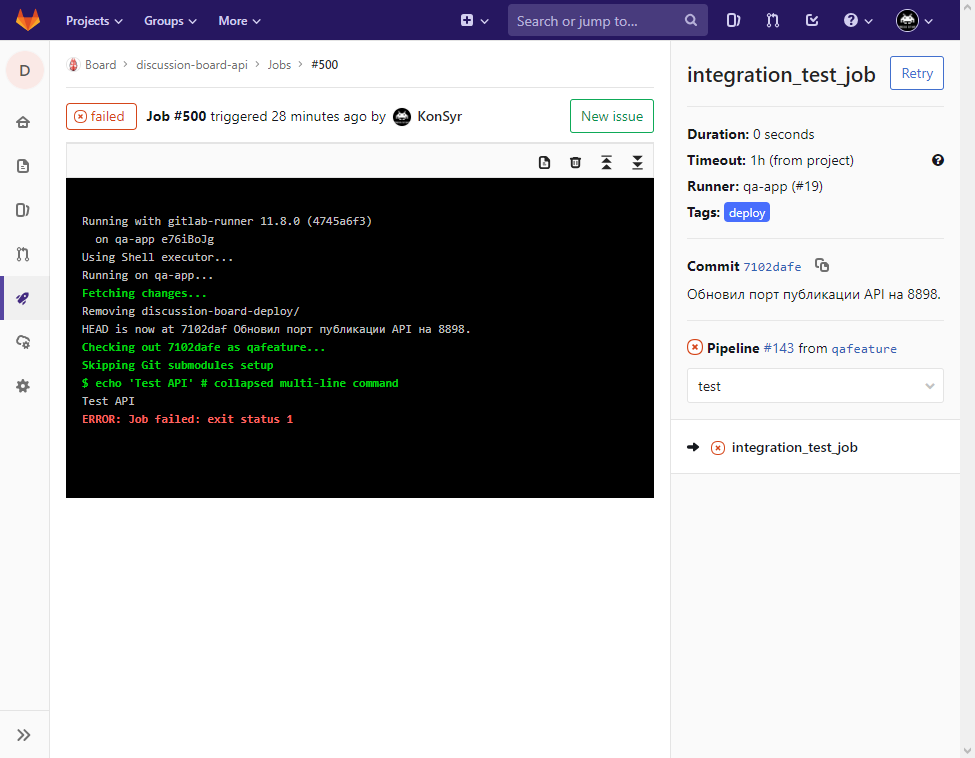 Projects Groups More Search or jump to...
D
Board > discussion-board-api > Jobs > #500
failed Job #500 triggered 28 minutes ago by KonSyr New issue
Running with gitlab-runner 11.8.0 (4745a6f3)
on qa-app e76iBoJg
Using Shell executor...
Running on qa-app...
Fetching changes...
Removing discussion-board-deploy/
HEAD is now at 7102daf Обновил порт публикации API на 8898.
Checking out 7102dafe as qafeature...
Skipping Git submodules setup
$ echo 'Test API' # collapsed multi-line command
Test API
ERROR: Job failed: exit status 1
integration_test_job Retry
Duration: 0 seconds
Timeout: 1h (from project)
Runner: qa-app (#19)
Tags: deploy
Commit 7102dafe
Обновил порт публикации API на 8898.
Pipeline #143 from qafeature
test
integration_test_job